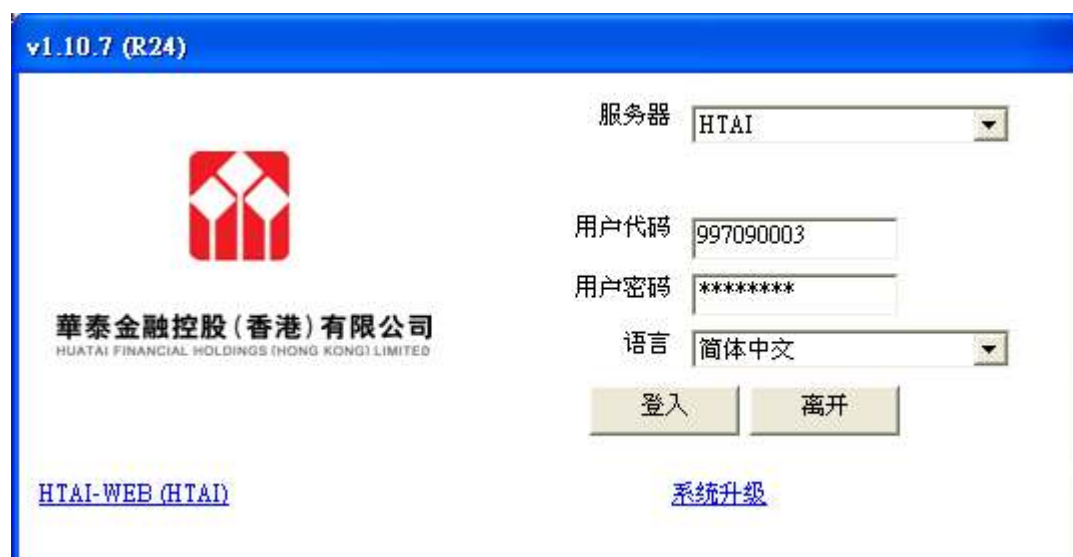 v1.10.7 (R24)
服务器 HTAI
用户代码 997090003
用户密码 ********
華泰金融控股(香港)有限公司
HUATAI FINANCIAL HOLDINGS (HONG KONG) LIMITED
语言 简体中文
登入 离开
HTAI-WEB (HTAI) 系统升级